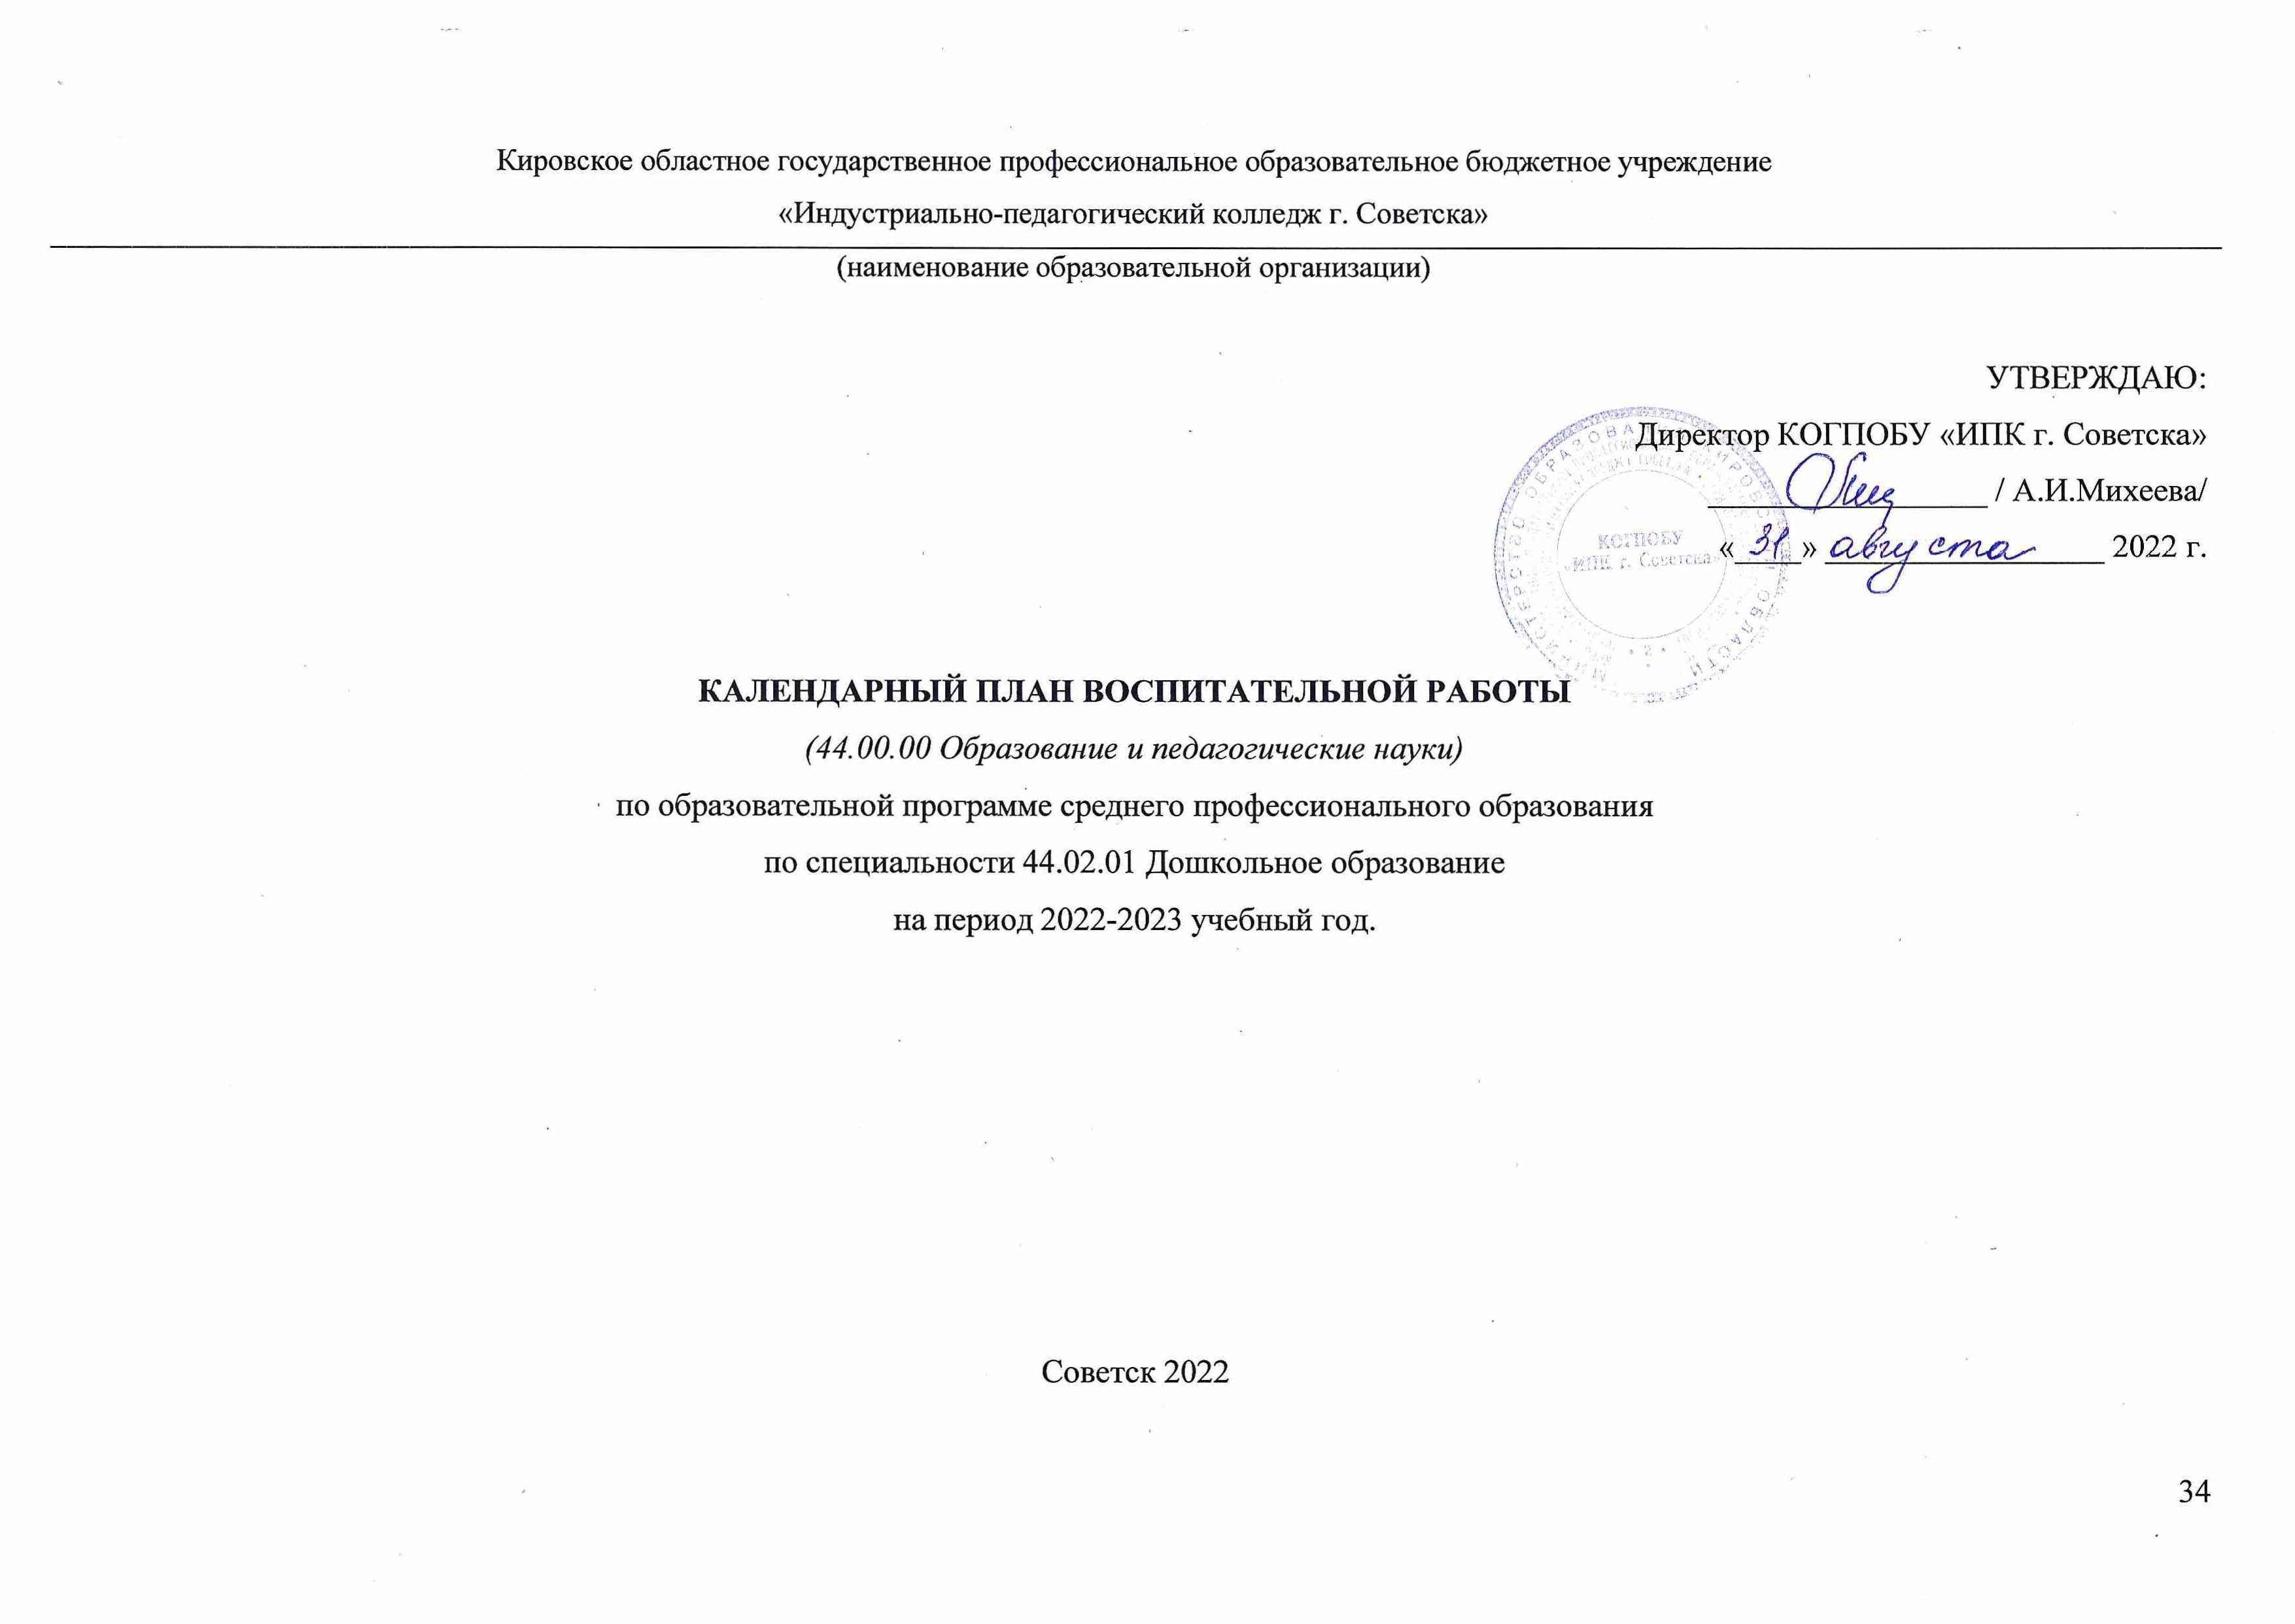 Кировское областное государственное профессиональное образовательное бюджетное учреждение
«Индустриально-педагогический колледж г. Советска»
(наименование образовательной организации)
УТВЕРЖДАЮ:
Директор КОГПОБУ «ИПК г. Советска»
/ А.И.Михеева/
« 31 » августа 2022 г.
КОГПОБУ
«ИПК г. Советска»
КАЛЕНДАРНЫЙ ПЛАН ВОСПИТАТЕЛЬНОЙ РАБОТЫ
(44.00.00 Образование и педагогические науки)
по образовательной программе среднего профессионального образования
по специальности 44.02.01 Дошкольное образование
на период 2022-2023 учебный год.
Советск 2022
34